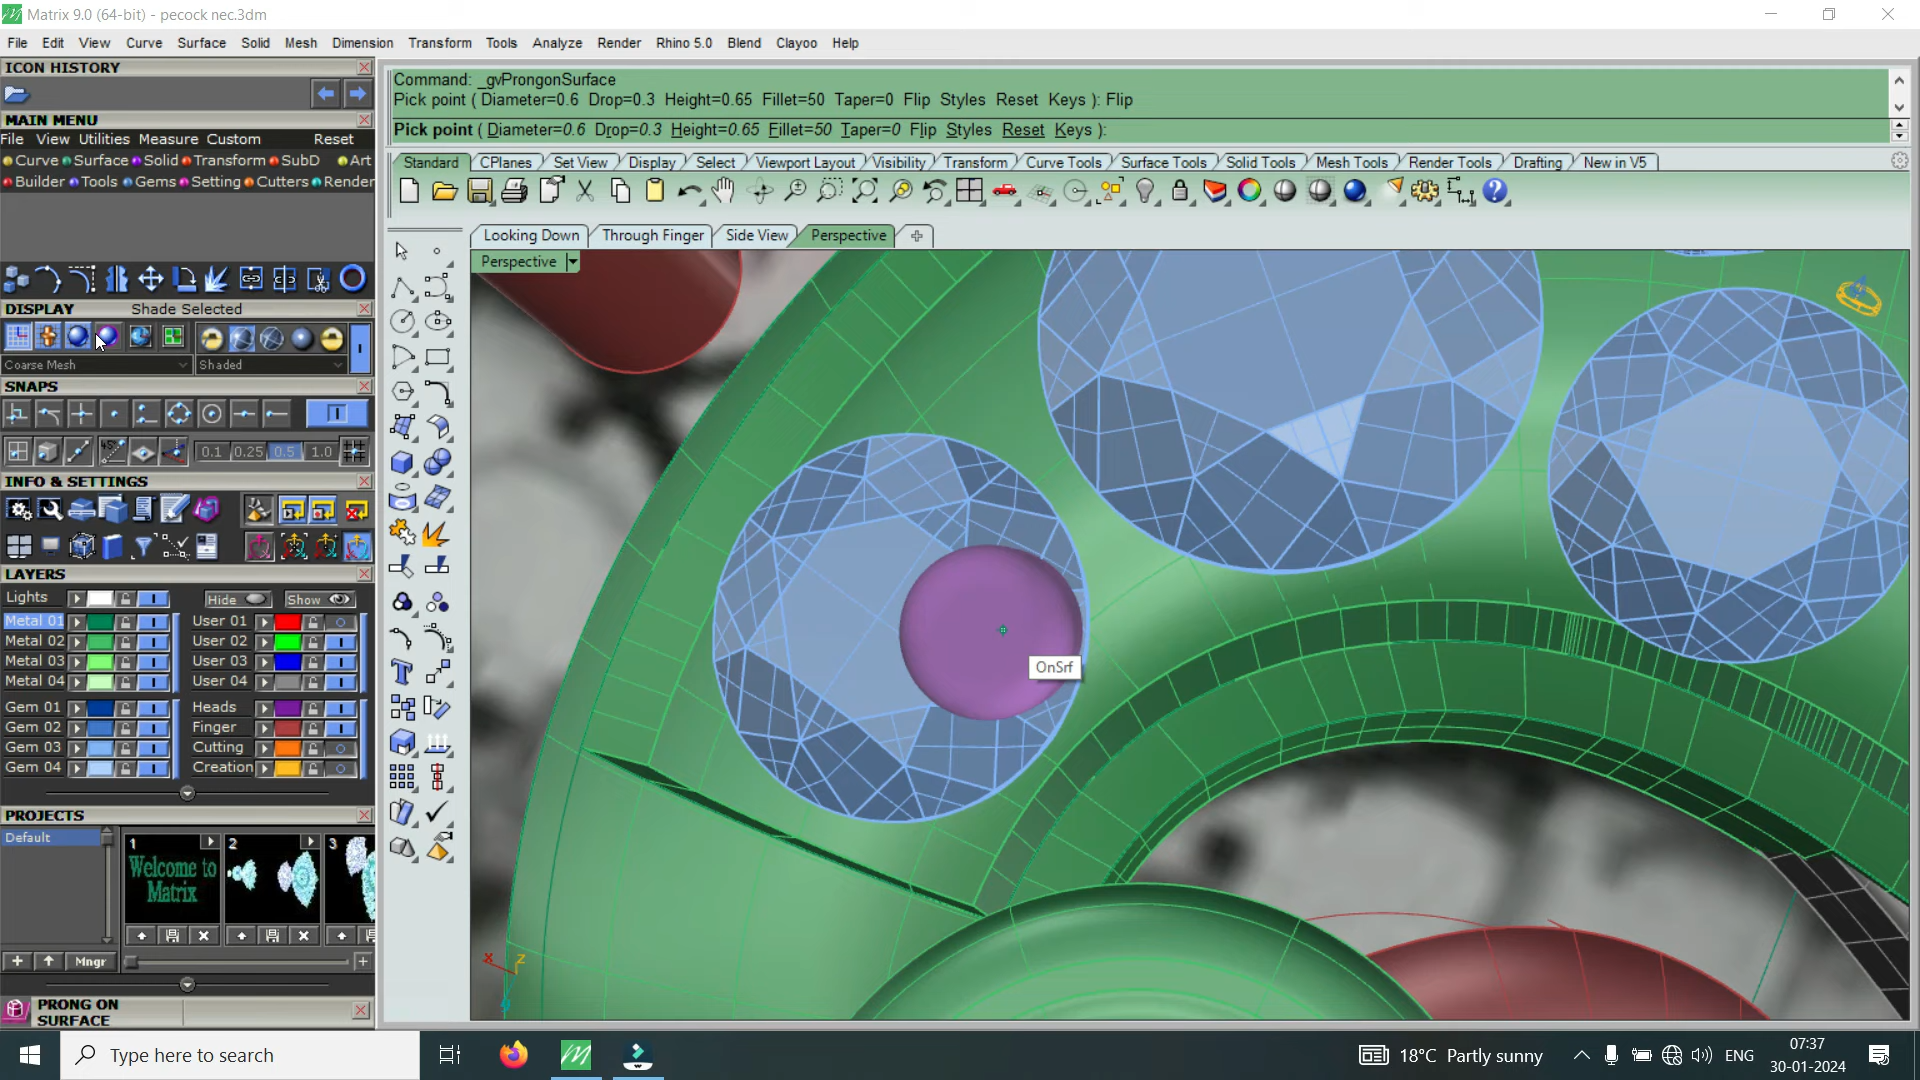 Matrix 9.0 (64-bit) - pecock nec.3dm
File Edit View Curve Surface Solid Mesh Dimension Transform Tools Analyze Render Rhino 5.0 Blend Clayoo Help
ICON HISTORY
MAIN MENU
File View Utilities Measure Custom Reset
Curve Surface Solid Transform SubD Art
Builder Tools Gems Setting Cutters Render
DISPLAY Shade Selected
Coarse Mesh Shaded
SNAPS
0.1 0.25 0.5 1.0
INFO & SETTINGS
LAYERS
Lights Hide Show
Metal 01 User 01
Metal 02 User 02
Metal 03 User 03
Metal 04 User 04
Gem 01 Heads
Gem 02 Finger
Gem 03 Cutting
Gem 04 Creation
PROJECTS
Default
1 2 3
Welcome to
Matrix
Mngr
PRONG ON
SURFACE
Command: _gvProngonSurface
Pick point ( Diameter=0.6 Drop=0.3 Height=0.65 Fillet=50 Taper=0 Flip Styles Reset Keys ): Flip
Pick point ( Diameter=0.6 Drop=0.3 Height=0.65 Fillet=50 Taper=0 Flip Styles Reset Keys ):
Standard CPlanes Set View Display Select Viewport Layout Visibility Transform Curve Tools Surface Tools Solid Tools Mesh Tools Render Tools Drafting New in V5
Looking Down Through Finger Side View Perspective
Perspective
OnSrf
x z
Type here to search
18°C Partly sunny
ENG
07:37
30-01-2024